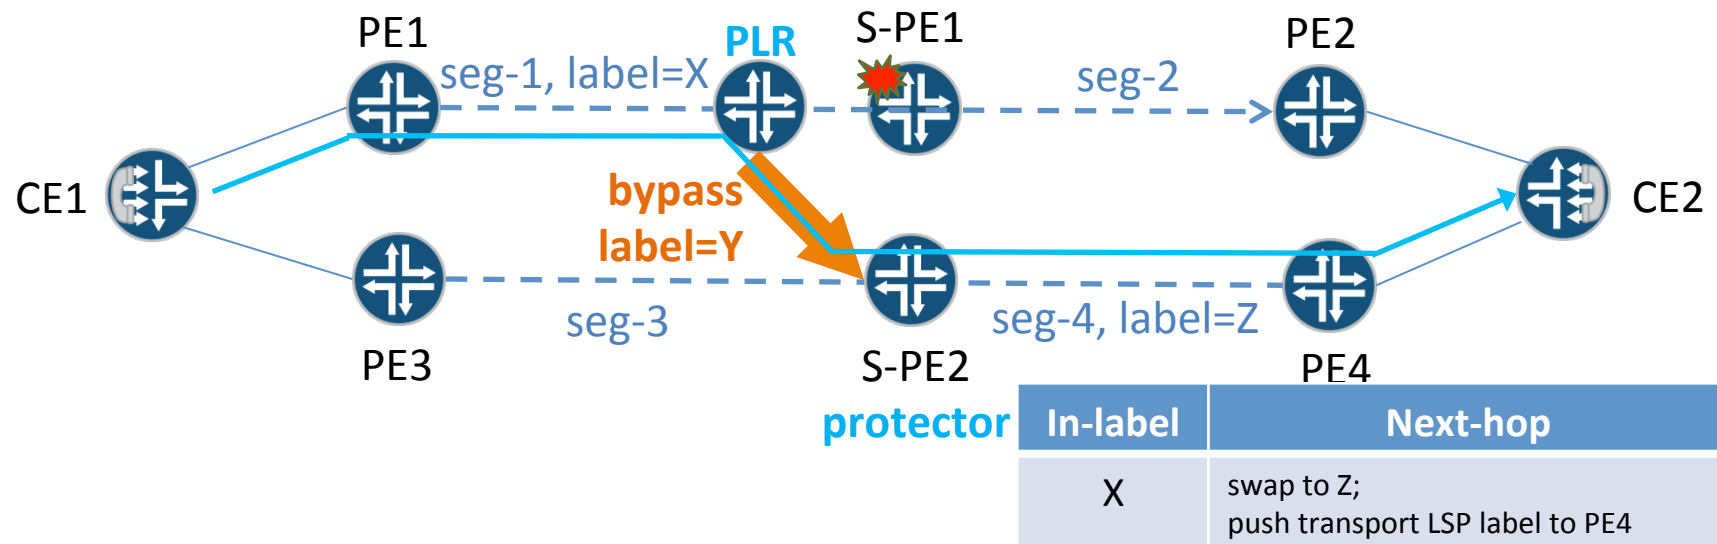 PE1
PLR
S-PE1
PE2
seg-1, label=X
seg-2
CE1
bypass
label=Y
CE2
seg-3
seg-4, label=Z
PE3
S-PE2
PE4
protector
In-label
Next-hop
X
swap to Z;
push transport LSP label to PE4